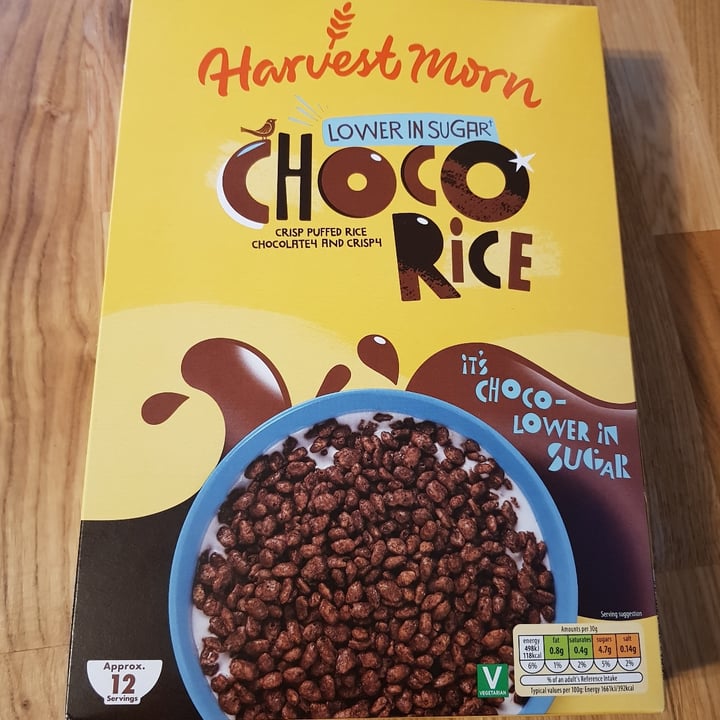 Harvest Morn
LOWER IN SUGAR†
CHOCO
RiCE
CRISP PUFFED RICE
CHOCOLATEY AND CRISPY
iT'S
CHOCO-
LOWER iN
SUGAR
Serving suggestion
Amounts per 30g
energy fat saturates sugars salt
498kJ 0.8g 0.4g 4.7g 0.14g
118kcal
6% 1% 2% 5% 2%
% of an adult's Reference Intake
Typical values per 100g: Energy 1661kJ/392kcal
V
VEGETARIAN
Approx.
12
Servings